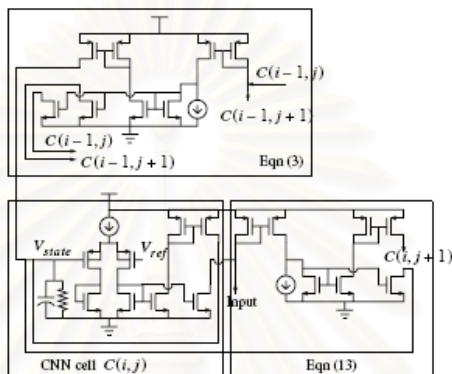 C(i−1, j)
C(i−1, j+1)
C(i−1, j)
C(i−1, j+1)
Eqn (3)
V_state
V_ref
C(i, j+1)
Input
CNN cell C(i, j)
Eqn (13)